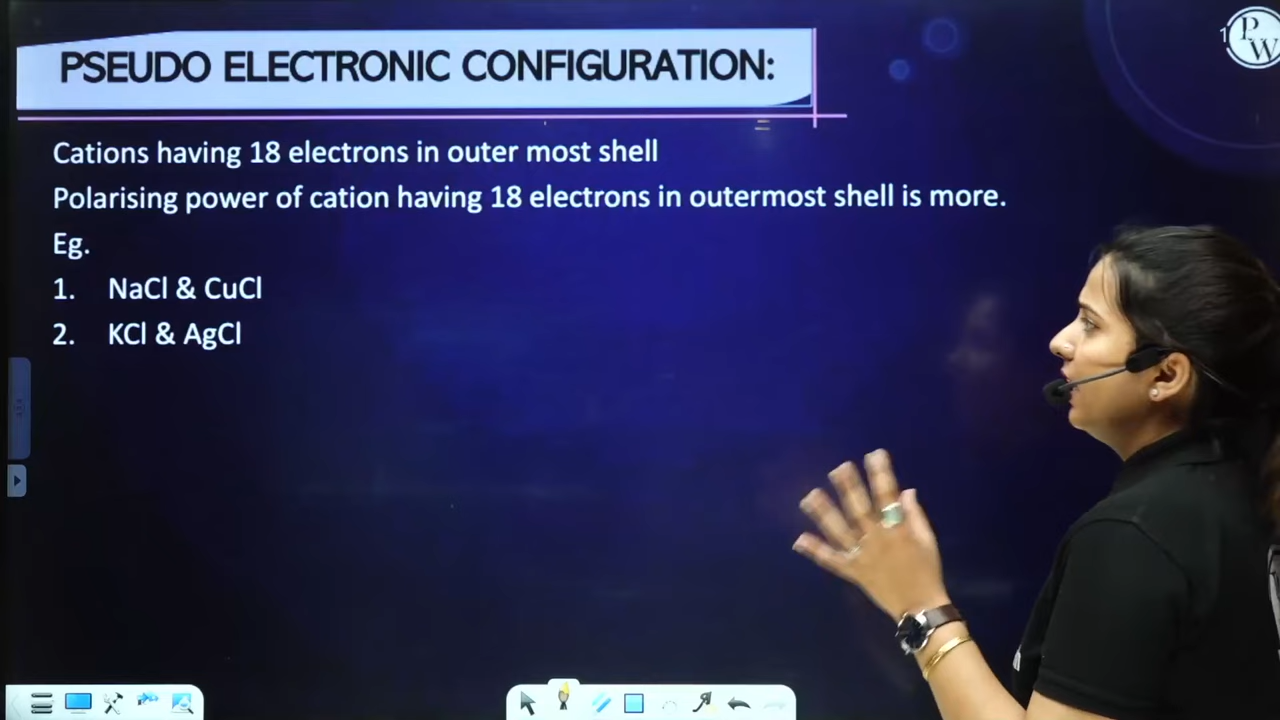 PSEUDO ELECTRONIC CONFIGURATION:
Cations having 18 electrons in outer most shell
Polarising power of cation having 18 electrons in outermost shell is more.
Eg.
1. NaCl & CuCl
2. KCl & AgCl
PW